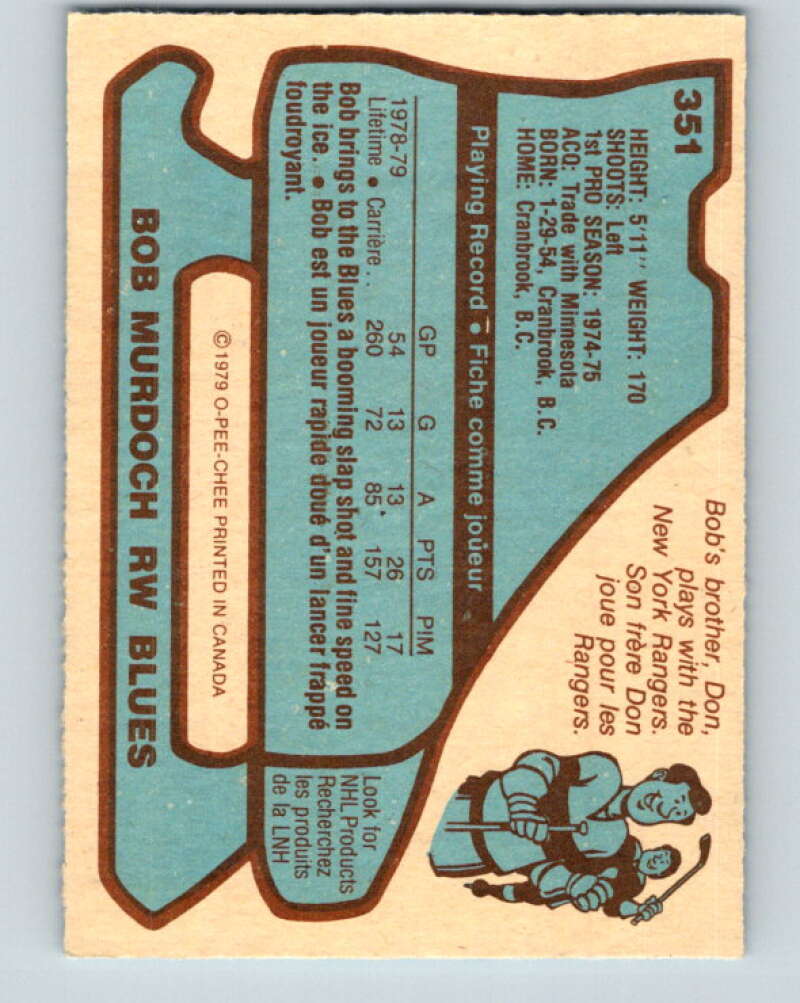 351
HEIGHT: 5'11" WEIGHT: 170
SHOOTS: Left
1st PRO SEASON: 1974-75
ACQ: Trade with Minnesota
BORN: 1-29-54, Cranbrook, B.C.
HOME: Cranbrook, B.C.
Bob's brother, Don,
plays with the
New York Rangers.
Son frère Don
joue pour les
Rangers.
Playing Record • Fiche comme joueur
GP G A PTS PIM
1978-79 54 13 13 26 17
Lifetime • Carrière . . 260 72 85 157 127
Bob brings to the Blues a booming slap shot and fine speed on
the ice. • Bob est un joueur rapide doué d'un lancer frappé
foudroyant.
Look for
NHL Products
Recherchez
les produits
de la LNH
©1979 O-PEE-CHEE PRINTED IN CANADA
BOB MURDOCH RW BLUES